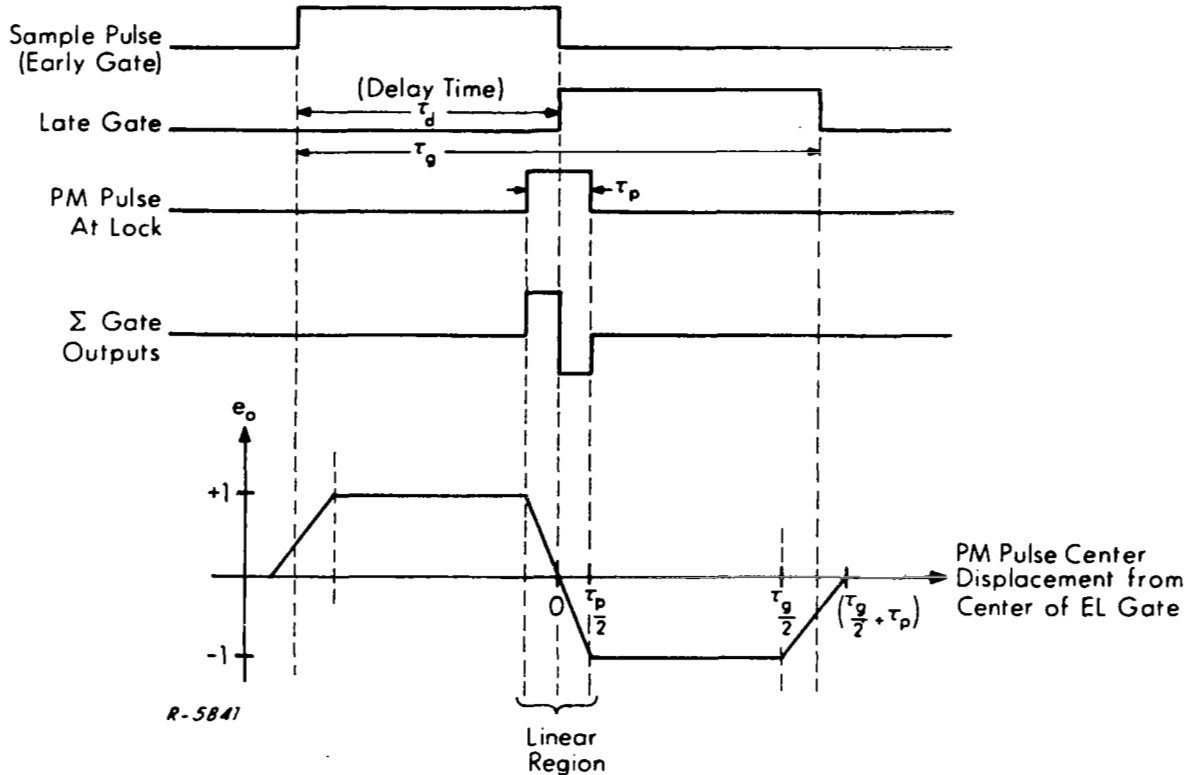 Sample Pulse
(Early Gate)
(Delay Time)
τd
Late Gate
τg
PM Pulse
At Lock
τp
Σ Gate
Outputs
eo
+1
-1
0
τp/2
τg/2
(τg/2 + τp)
PM Pulse Center
Displacement from
Center of EL Gate
R-5841
Linear
Region